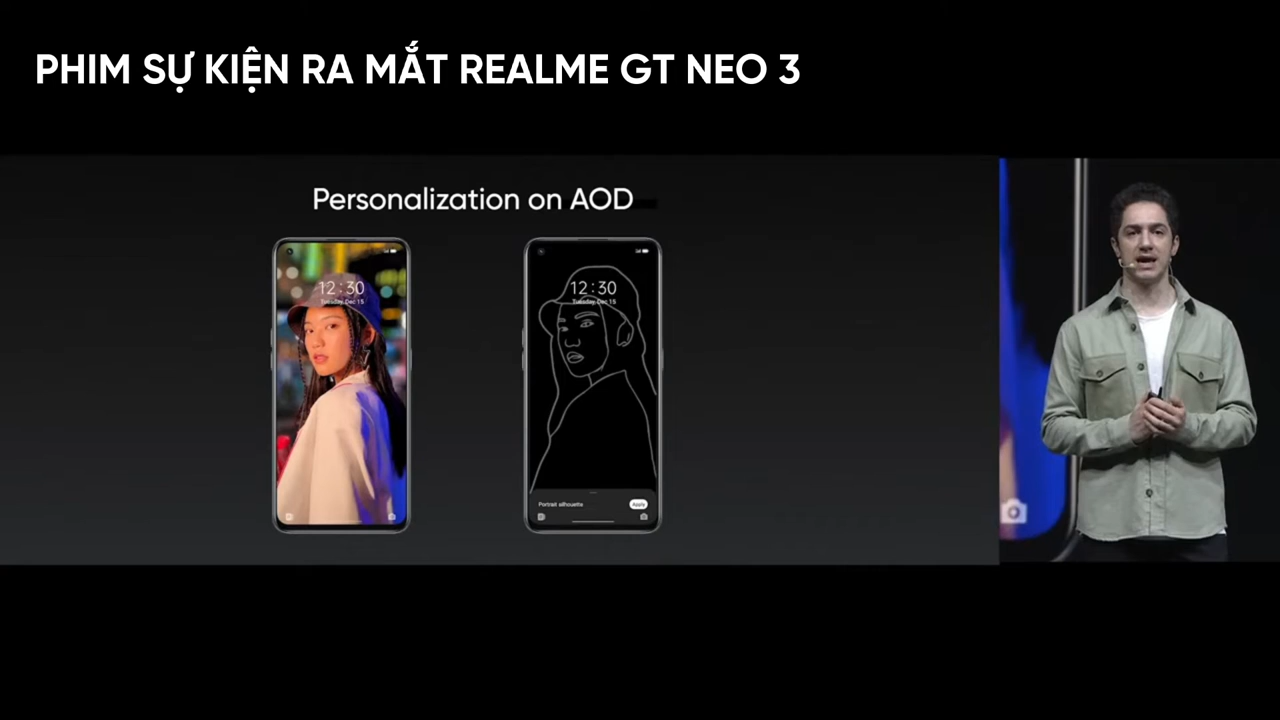 PHIM SỰ KIỆN RA MẮT REALME GT NEO 3
Personalization on AOD
12:30
Tuesday, Dec 15
12:30
Tuesday, Dec 15
Portrait silhouette
Apply